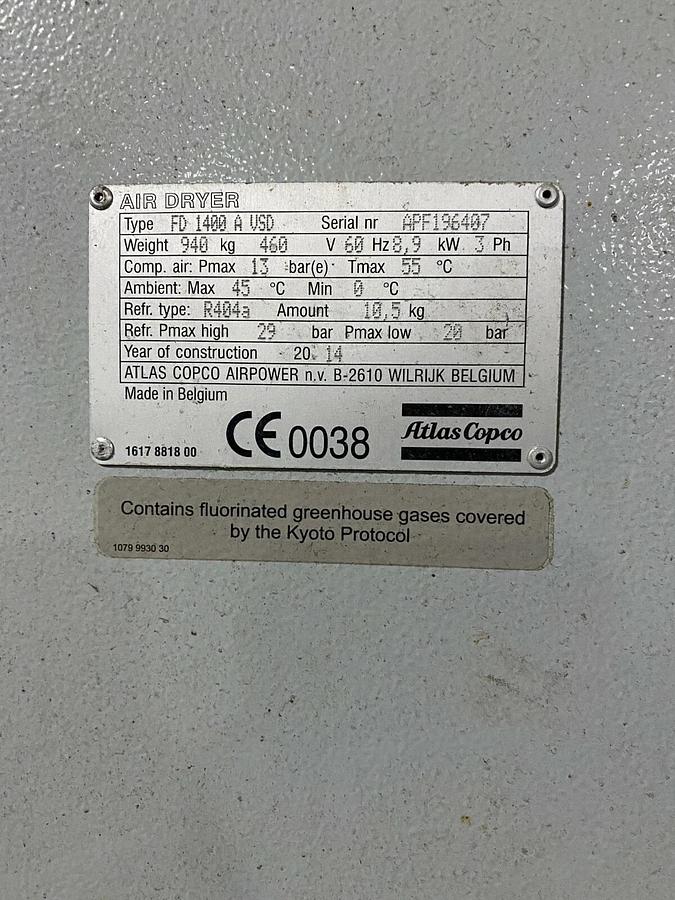 AIR DRYER
Type FD 1400 A VSD Serial nr APF196407
Weight 940 kg 460 V 60 Hz 8,9 kW 3 Ph
Comp. air: Pmax 13 bar(e) Tmax 55 °C
Ambient: Max 45 °C Min 0 °C
Refr. type: R404a Amount 10,5 kg
Refr. Pmax high 29 bar Pmax low 20 bar
Year of construction 20 14
ATLAS COPCO AIRPOWER n.v. B-2610 WILRIJK BELGIUM
Made in Belgium
1617 8818 00 CE 0038 Atlas Copco
Contains fluorinated greenhouse gases covered
by the Kyoto Protocol
1079 9930 30